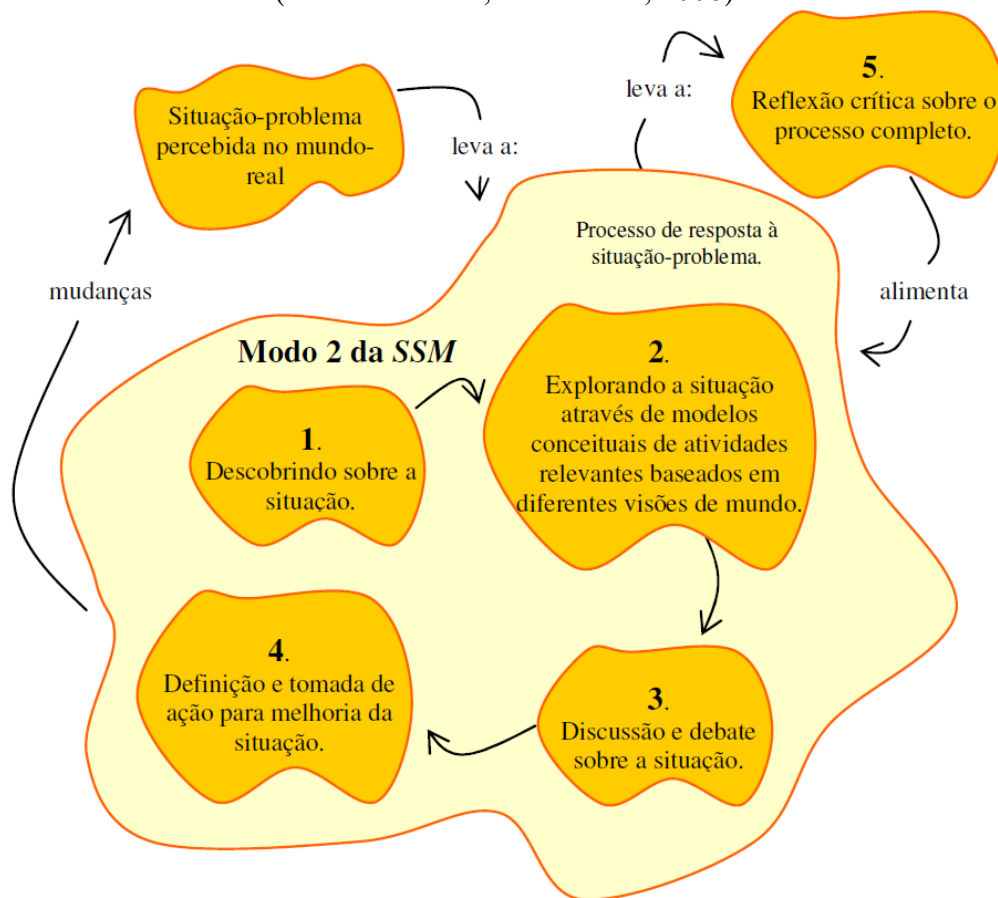 Situação-problema
percebida no mundo-
real
leva a:
leva a:
5.
Reflexão crítica sobre o
processo completo.
Processo de resposta à
situação-problema.
mudanças
alimenta
Modo 2 da SSM
1.
Descobrindo sobre a
situação.
2.
Explorando a situação
através de modelos
conceituais de atividades
relevantes baseados em
diferentes visões de mundo.
3.
Discussão e debate
sobre a situação.
4.
Definição e tomada de
ação para melhoria da
situação.